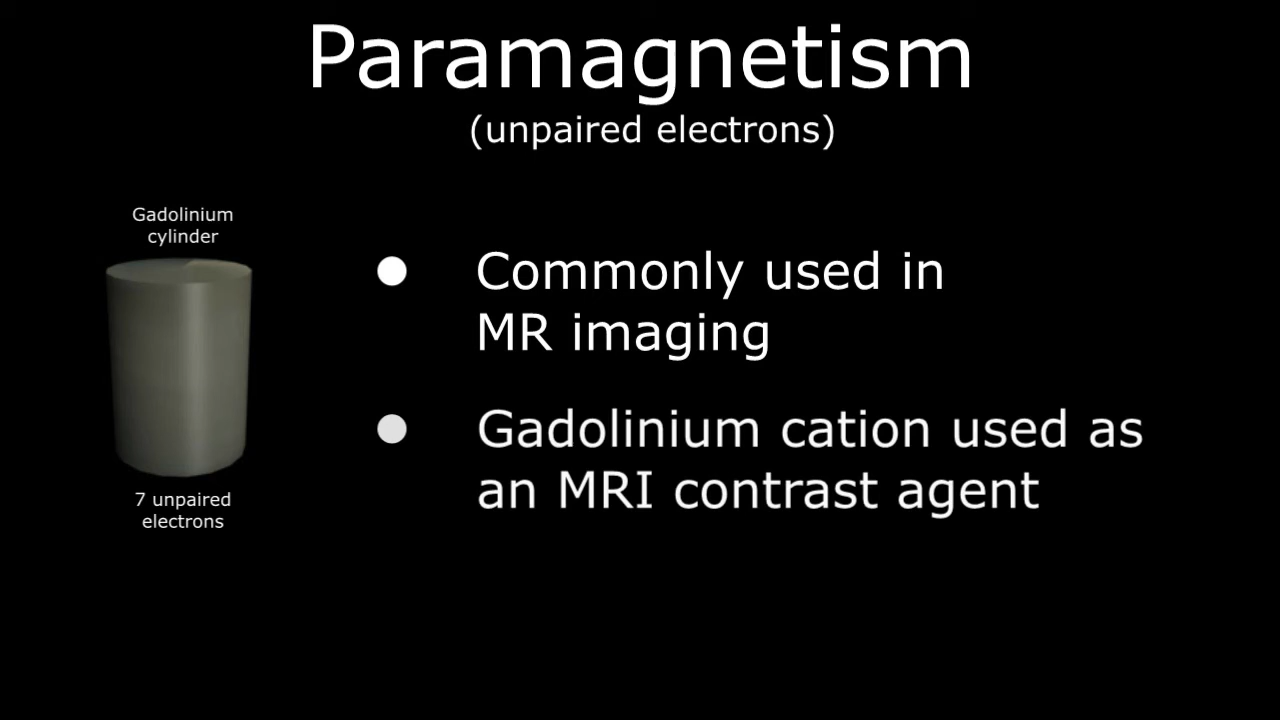 Paramagnetism
(unpaired electrons)
Gadolinium
cylinder
7 unpaired
electrons
● Commonly used in
MR imaging
● Gadolinium cation used as
an MRI contrast agent